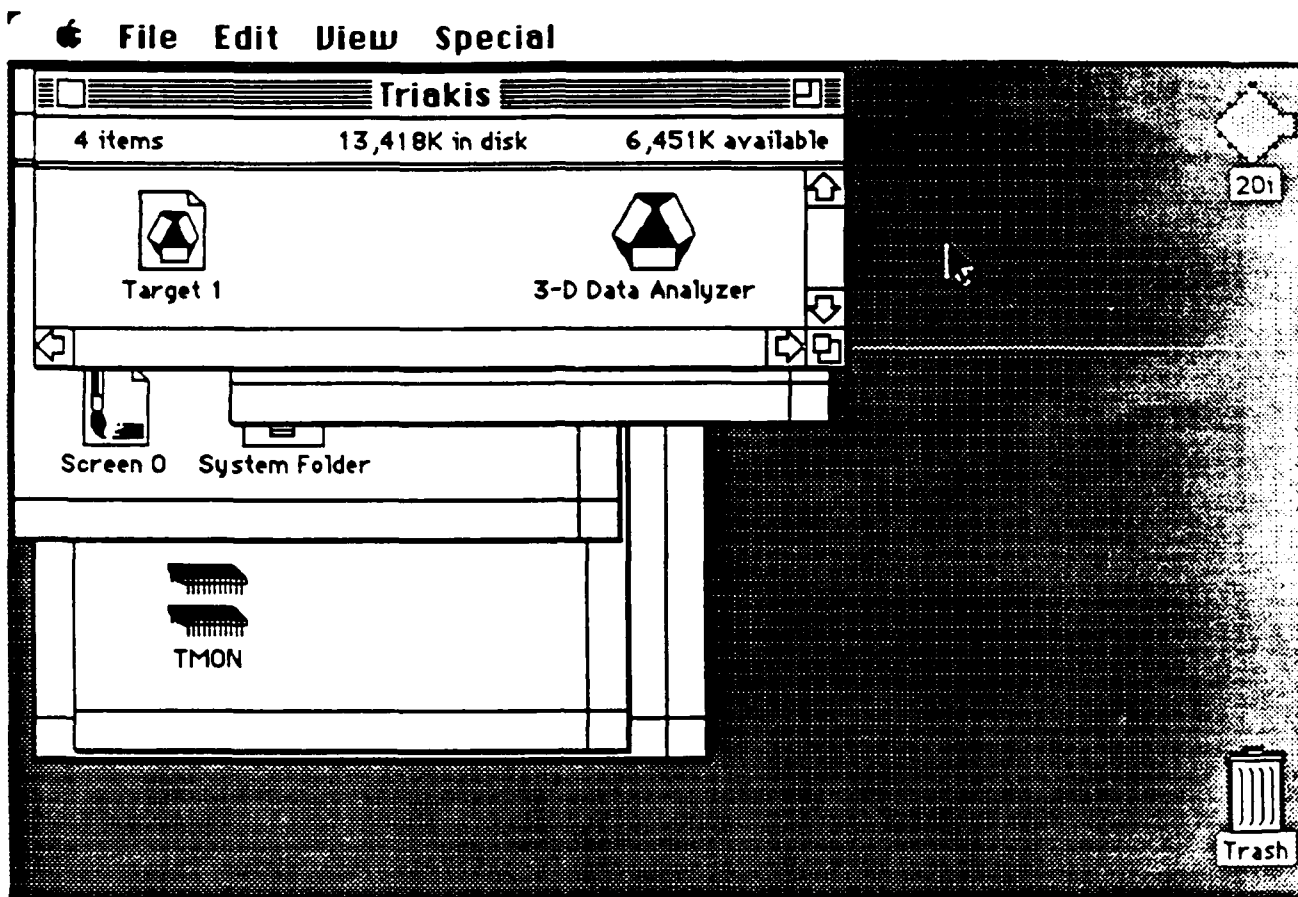 File Edit View Special
Triakis
4 items 13,418K in disk 6,451K available
20i
Target 1 3-D Data Analyzer
Screen 0 System Folder
TMON
Trash